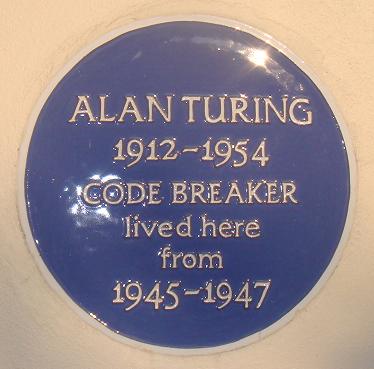 ALAN TURING
1912-1954
CODE BREAKER
lived here
from
1945-1947